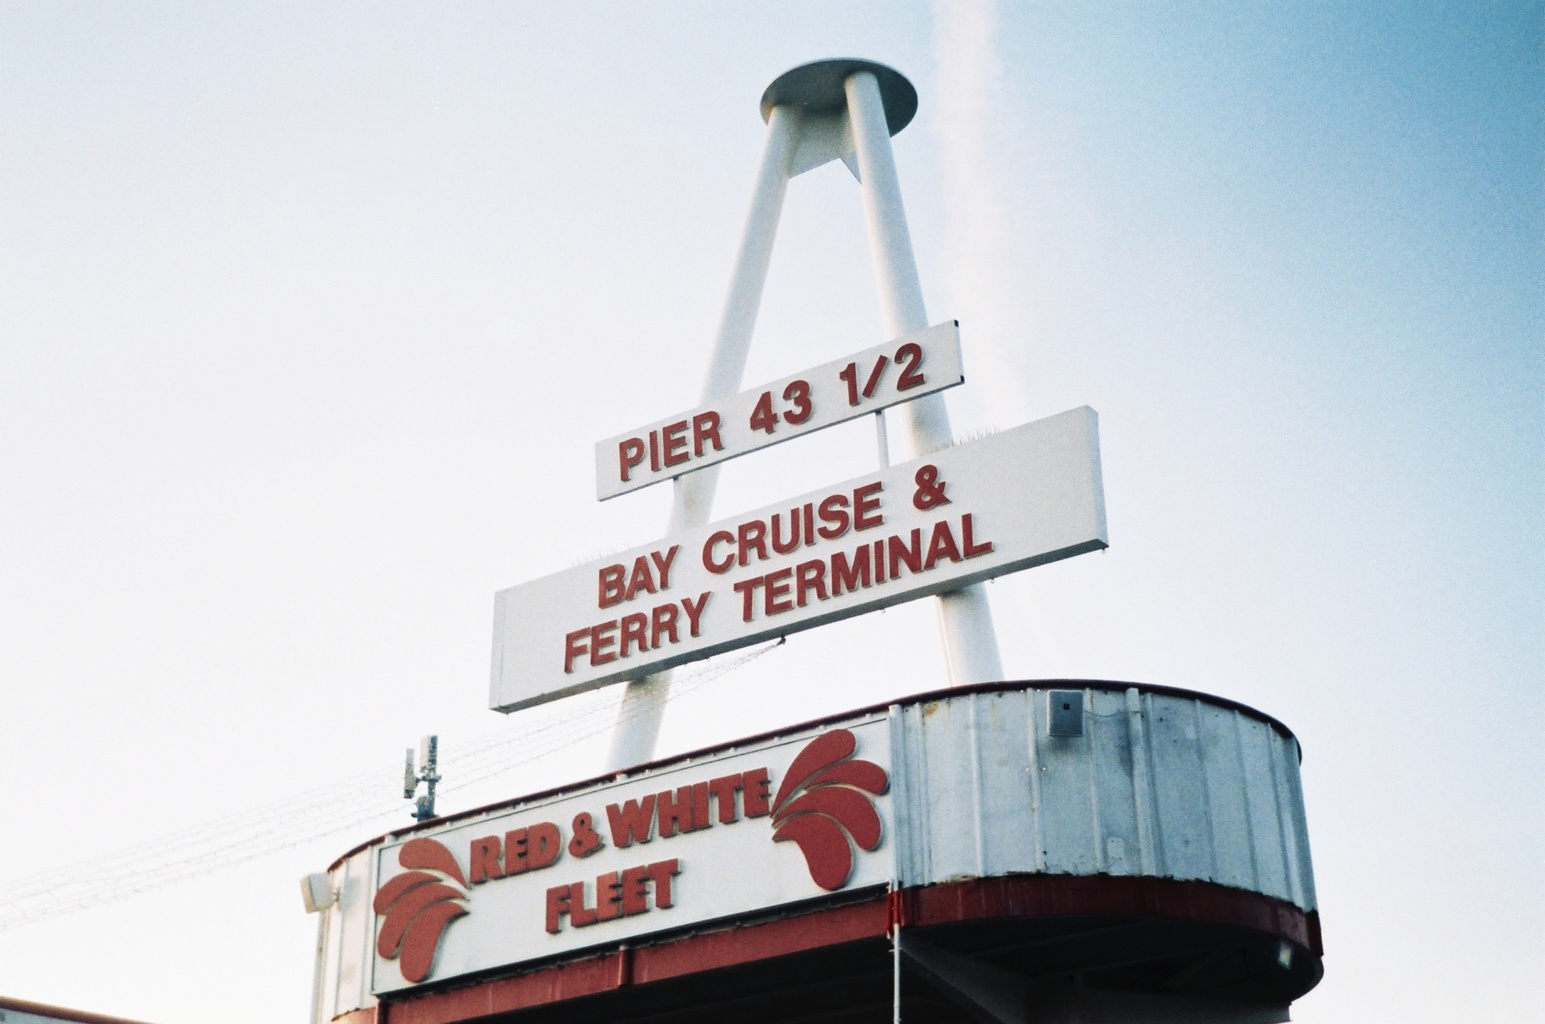 PIER 43 1/2
BAY CRUISE &
FERRY TERMINAL
RED & WHITE
FLEET